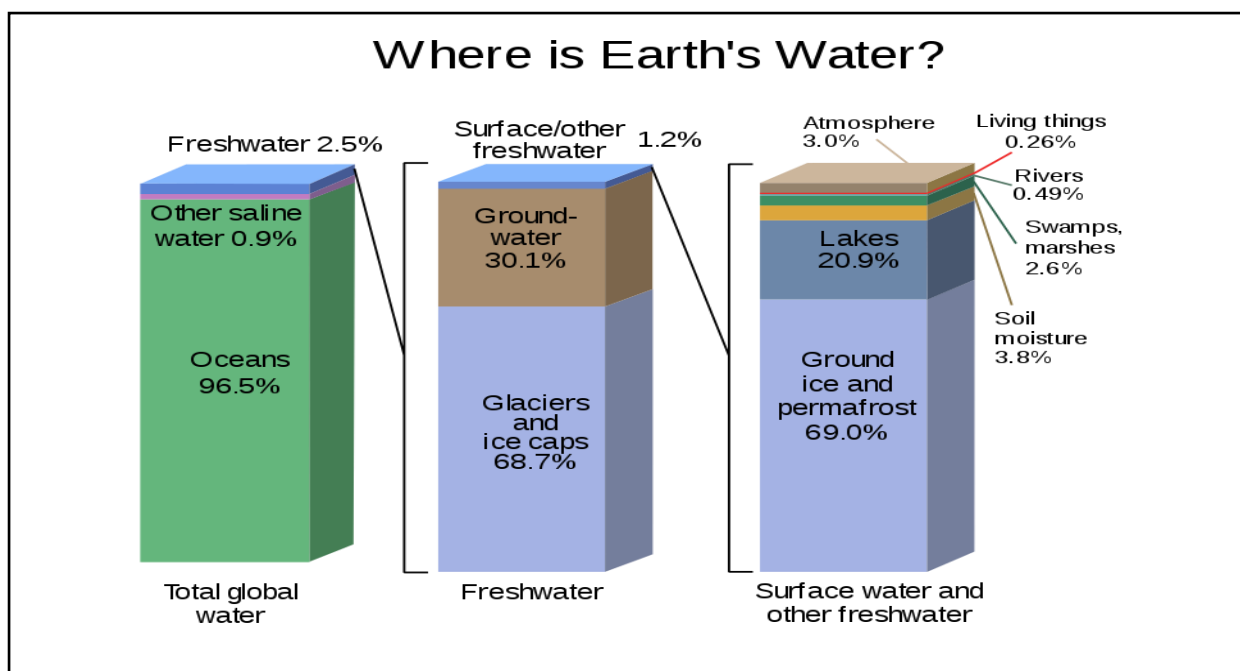 Where is Earth's Water?
Freshwater 2.5%
Other saline
water 0.9%
Oceans
96.5%
Total global
water
Surface/other
freshwater
1.2%
Ground-
water
30.1%
Glaciers
and
ice caps
68.7%
Freshwater
Atmosphere
3.0%
Living things
0.26%
Rivers
0.49%
Swamps,
marshes
2.6%
Soil
moisture
3.8%
Lakes
20.9%
Ground
ice and
permafrost
69.0%
Surface water and
other freshwater